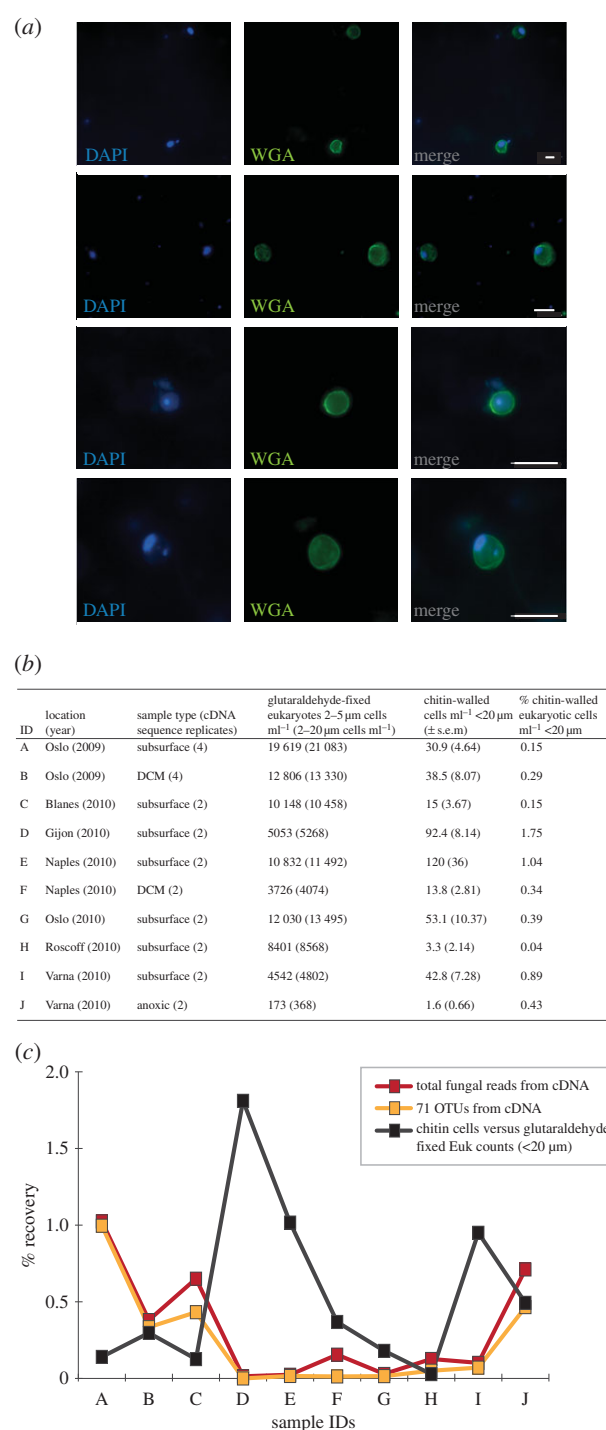 (a)
DAPI WGA merge
DAPI WGA merge
DAPI WGA merge
DAPI WGA merge
(b)
ID location (year) sample type (cDNA sequence replicates) glutaraldehyde-fixed eukaryotes 2–5 µm cells ml⁻¹ (2–20 µm cells ml⁻¹) chitin-walled cells ml⁻¹ <20 µm (± s.e.m) % chitin-walled eukaryotic cells ml⁻¹ <20 µm
A Oslo (2009) subsurface (4) 19 619 (21 083) 30.9 (4.64) 0.15
B Oslo (2009) DCM (4) 12 806 (13 330) 38.5 (8.07) 0.29
C Blanes (2010) subsurface (2) 10 148 (10 458) 15 (3.67) 0.15
D Gijon (2010) subsurface (2) 5053 (5268) 92.4 (8.14) 1.75
E Naples (2010) subsurface (2) 10 832 (11 492) 120 (36) 1.04
F Naples (2010) DCM (2) 3726 (4074) 13.8 (2.81) 0.34
G Oslo (2010) subsurface (2) 12 030 (13 495) 53.1 (10.37) 0.39
H Roscoff (2010) subsurface (2) 8401 (8568) 3.3 (2.14) 0.04
I Varna (2010) subsurface (2) 4542 (4802) 42.8 (7.28) 0.89
J Varna (2010) anoxic (2) 173 (368) 1.6 (0.66) 0.43
(c)
2.0
1.5
1.0
0.5
0
% recovery
total fungal reads from cDNA
71 OTUs from cDNA
chitin cells versus glutaraldehyde
fixed Euk counts (<20 µm)
A B C D E F G H I J
sample IDs